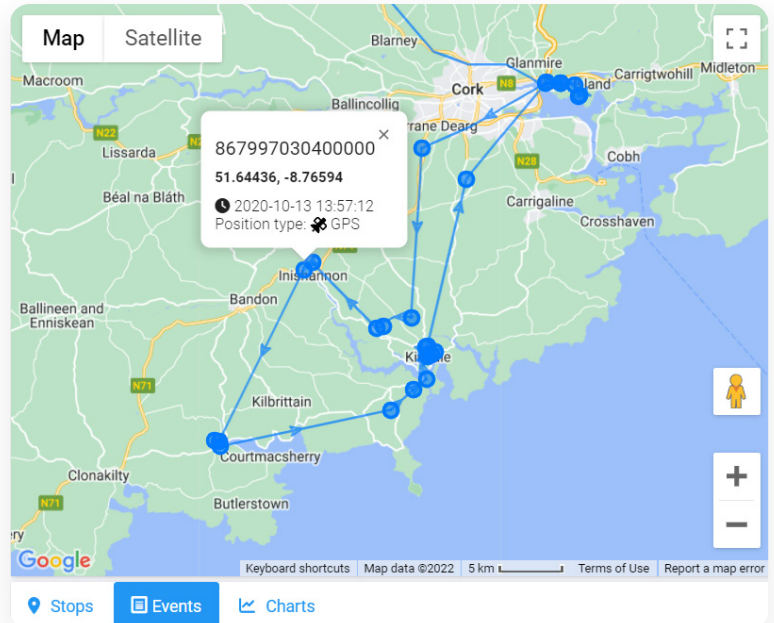 Map Satellite
Blarney
Glanmire
Macroom
Cork
N8
land
Carrigtwohill
Midleton
Ballincollig
rrane Dearg
N22
Lissarda
N28
Cobh
867997030400000
51.64436, -8.76594
2020-10-13 13:57:12
Position type: GPS
Béal na Bláth
Carrigaline
Crosshaven
Inishannon
Bandon
Ballineen and
Enniskean
N71
Kilbrittain
Courtmacsherry
Clonakilty
N71
Butlerstown
Google
Keyboard shortcuts Map data ©2022 5 km Terms of Use Report a map error
Stops Events Charts